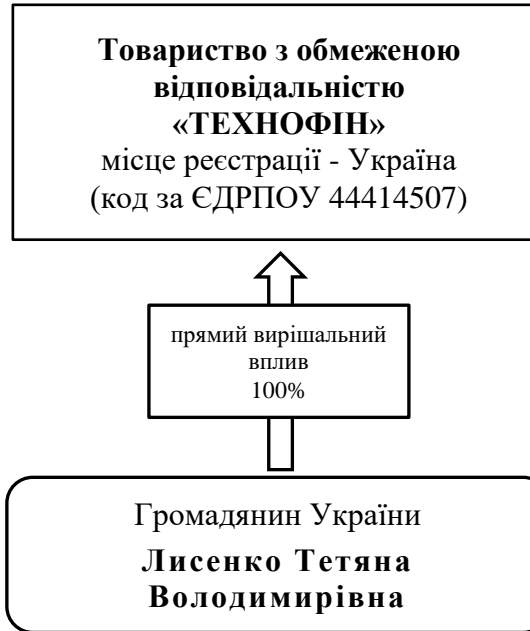 Товариство з обмеженою
відповідальністю
«ТЕХНОФІН»
місце реєстрації - Україна
(код за ЄДРПОУ 44414507)
прямий вирішальний
вплив
100%
Громадянин України
Лисенко Тетяна
Володимирівна